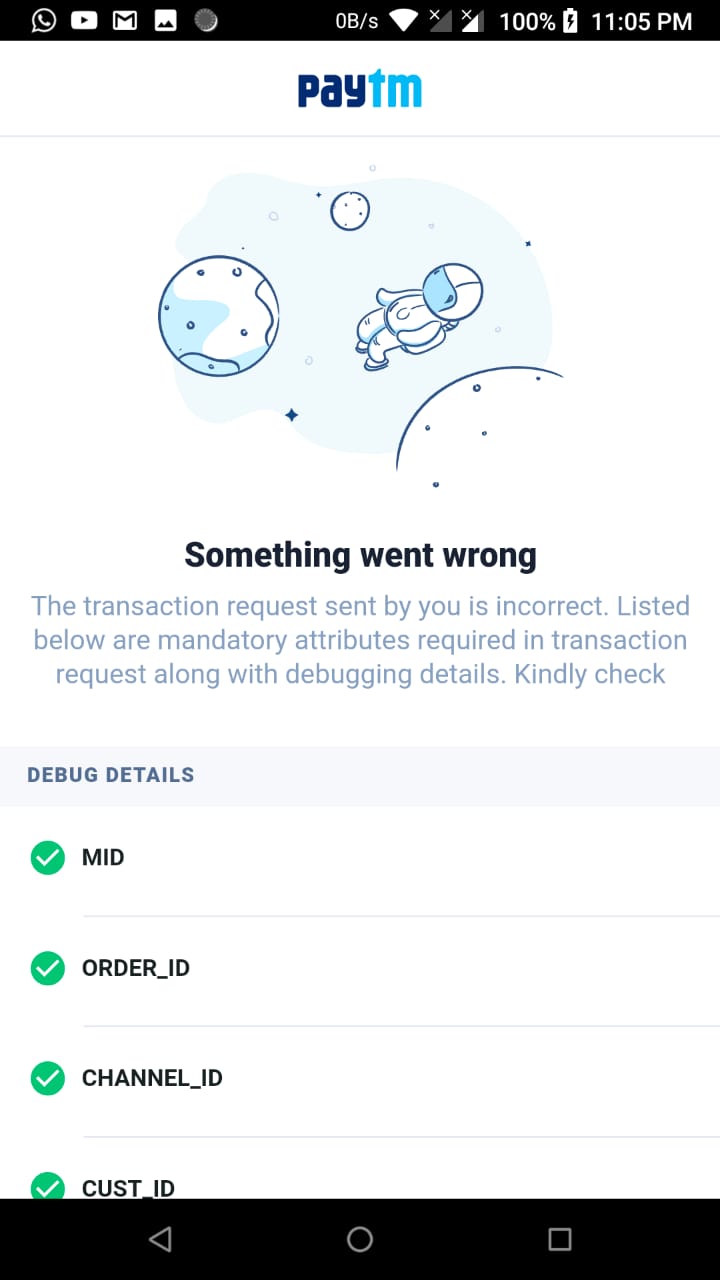 0B/s 100% 11:05 PM
paytm
Something went wrong
The transaction request sent by you is incorrect. Listed
below are mandatory attributes required in transaction
request along with debugging details. Kindly check
DEBUG DETAILS
MID
ORDER_ID
CHANNEL_ID
CUST_ID